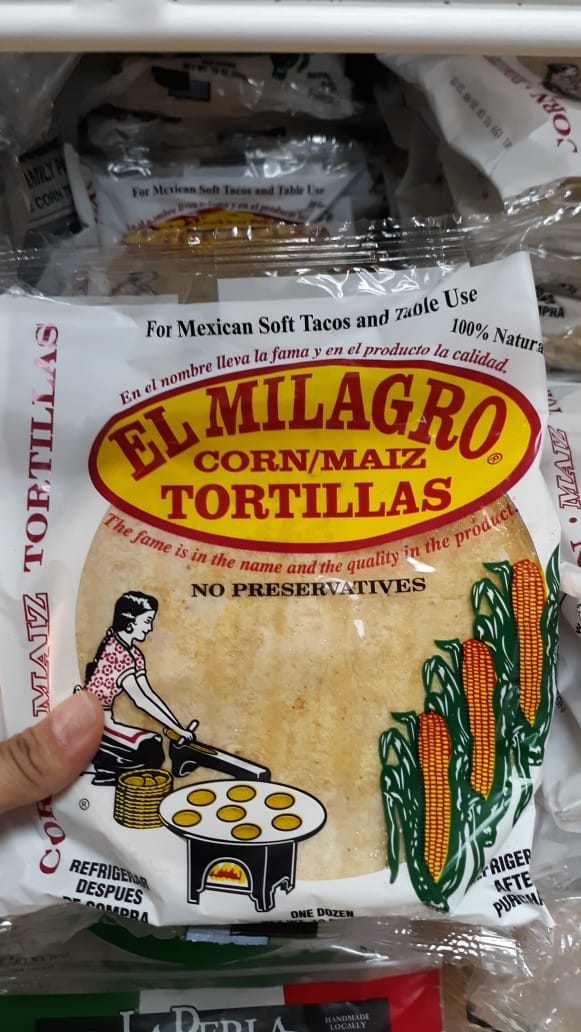 For Mexican Soft Tacos and Table Use
For Mexican Soft Tacos and Table Use
100% Natura
En el nombre lleva la fama y en el producto la calidad.
EL MILAGRO®
CORN/MAIZ
TORTILLAS
The fame is in the name and the quality in the product.
NO PRESERVATIVES
MAIZ TORTILLAS
®
REFRIGERAR
DESPUES
DE COMPRA
ONE DOZEN
AFTE
LA PERLA
HANDMADE
LOCALLY
MAIZ